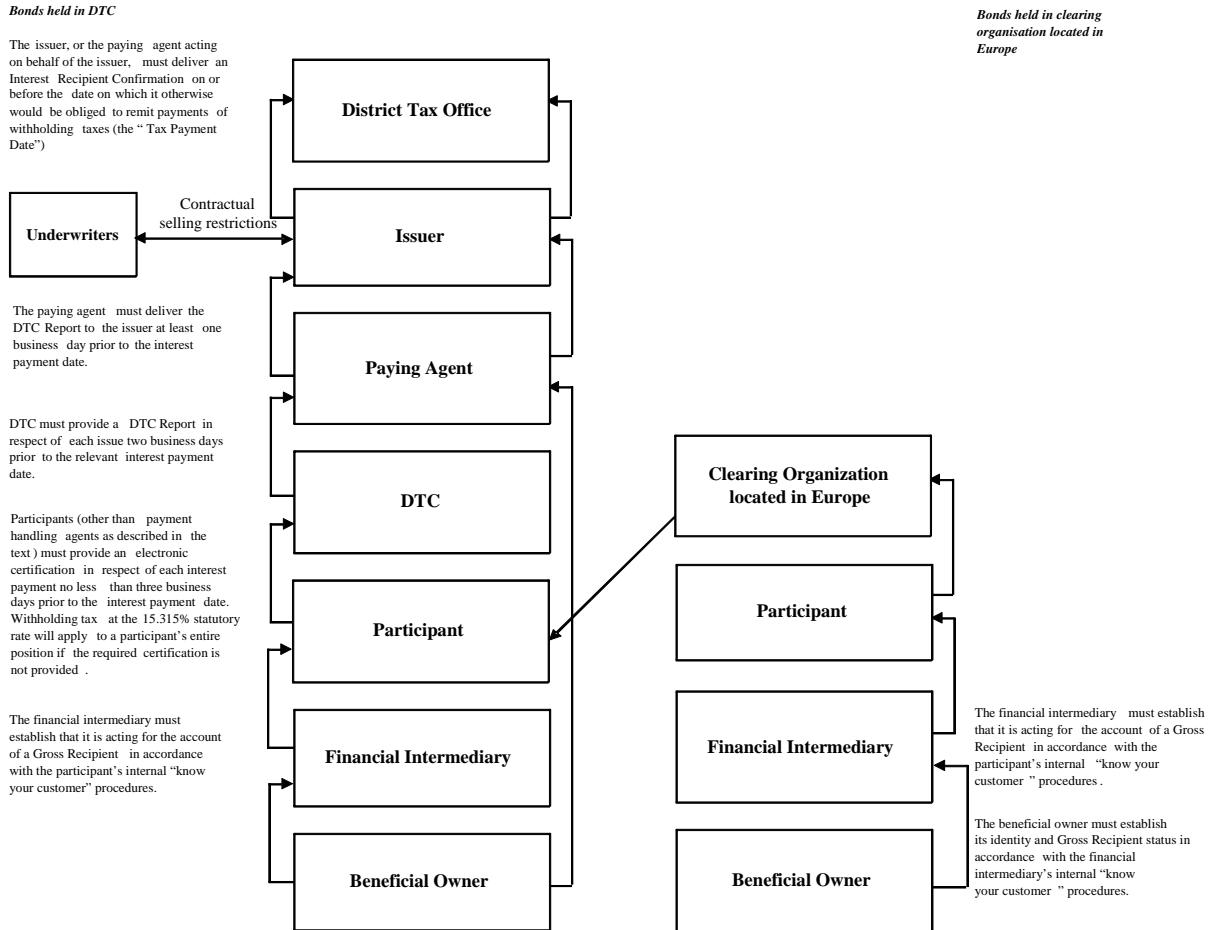 Bonds held in DTC
The issuer, or the paying agent acting
on behalf of the issuer, must deliver an
Interest Recipient Confirmation on or
before the date on which it otherwise
would be obliged to remit payments of
withholding taxes (the “ Tax Payment
Date”)
Bonds held in clearing
organisation located in
Europe
District Tax Office
Underwriters
Contractual
selling restrictions
Issuer
The paying agent must deliver the
DTC Report to the issuer at least one
business day prior to the interest
payment date.
Paying Agent
DTC must provide a DTC Report in
respect of each issue two business days
prior to the relevant interest payment
date.
DTC
Clearing Organization
located in Europe
Participants (other than payment
handling agents as described in the
text ) must provide an electronic
certification in respect of each interest
payment no less than three business
days prior to the interest payment date.
Withholding tax at the 15.315% statutory
rate will apply to a participant’s entire
position if the required certification is
not provided .
Participant
Participant
The financial intermediary must
establish that it is acting for the account
of a Gross Recipient in accordance
with the participant’s internal “know
your customer” procedures.
Financial Intermediary
Financial Intermediary
The financial intermediary must establish
that it is acting for the account of a Gross
Recipient in accordance with the
participant’s internal “know your
customer ” procedures .
Beneficial Owner
Beneficial Owner
The beneficial owner must establish
its identity and Gross Recipient status in
accordance with the financial
intermediary’s internal “know
your customer ” procedures.